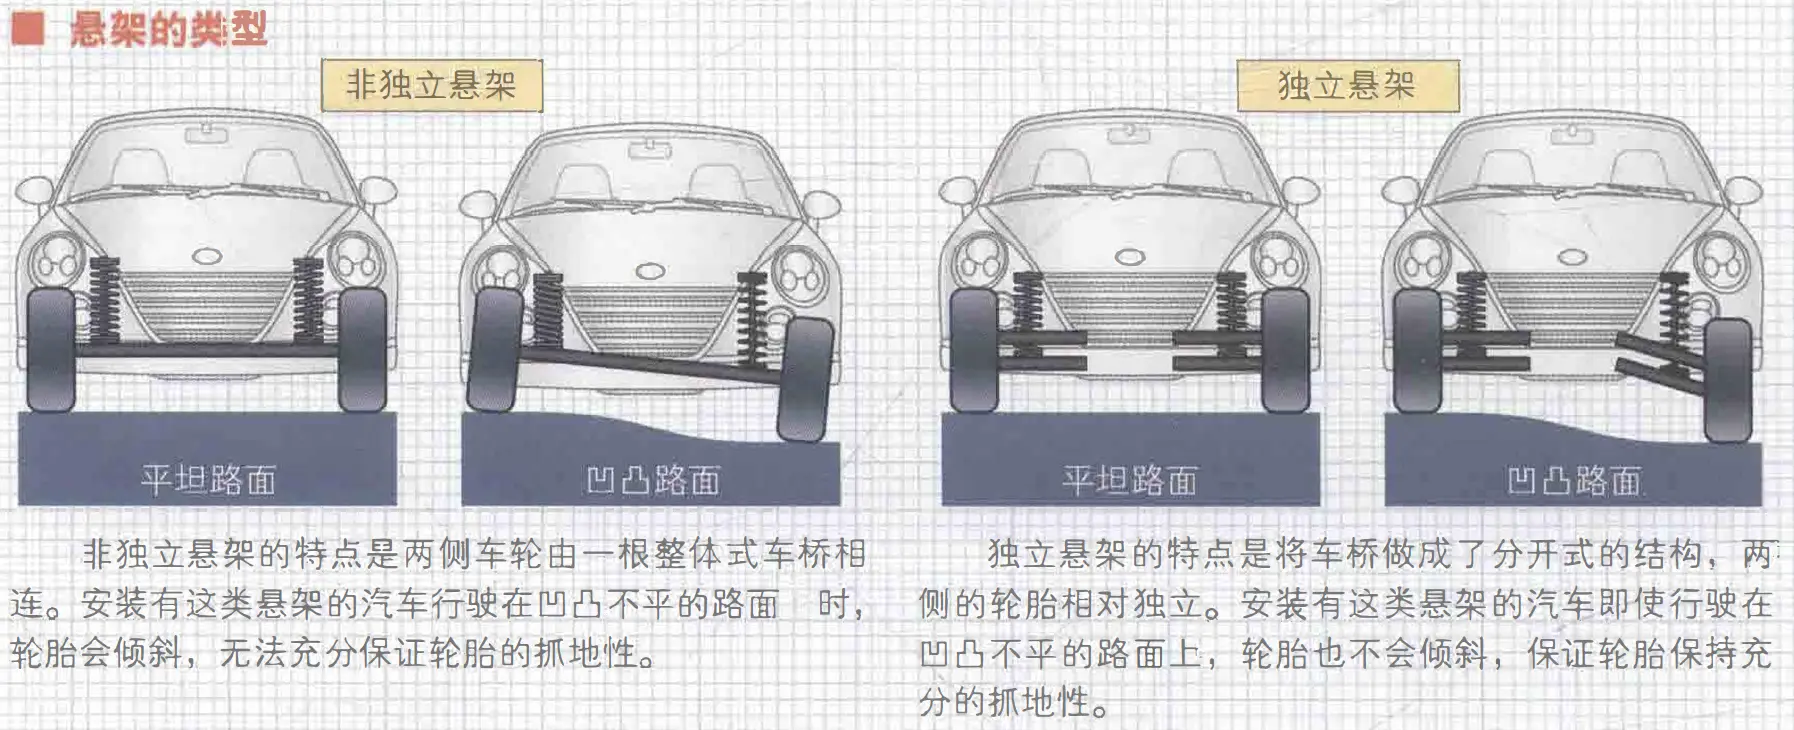 悬架的类型
非独立悬架
平坦路面
凹凸路面
非独立悬架的特点是两侧车轮由一根整体式车桥相
连。安装有这类悬架的汽车行驶在凹凸不平的路面 时,
轮胎会倾斜,无法充分保证轮胎的抓地性。
独立悬架
平坦路面
凹凸路面
独立悬架的特点是将车桥做成了分开式的结构,两
侧的轮胎相对独立。安装有这类悬架的汽车即使行驶在
凹凸不平的路面上,轮胎也不会倾斜,保证轮胎保持充
分的抓地性。